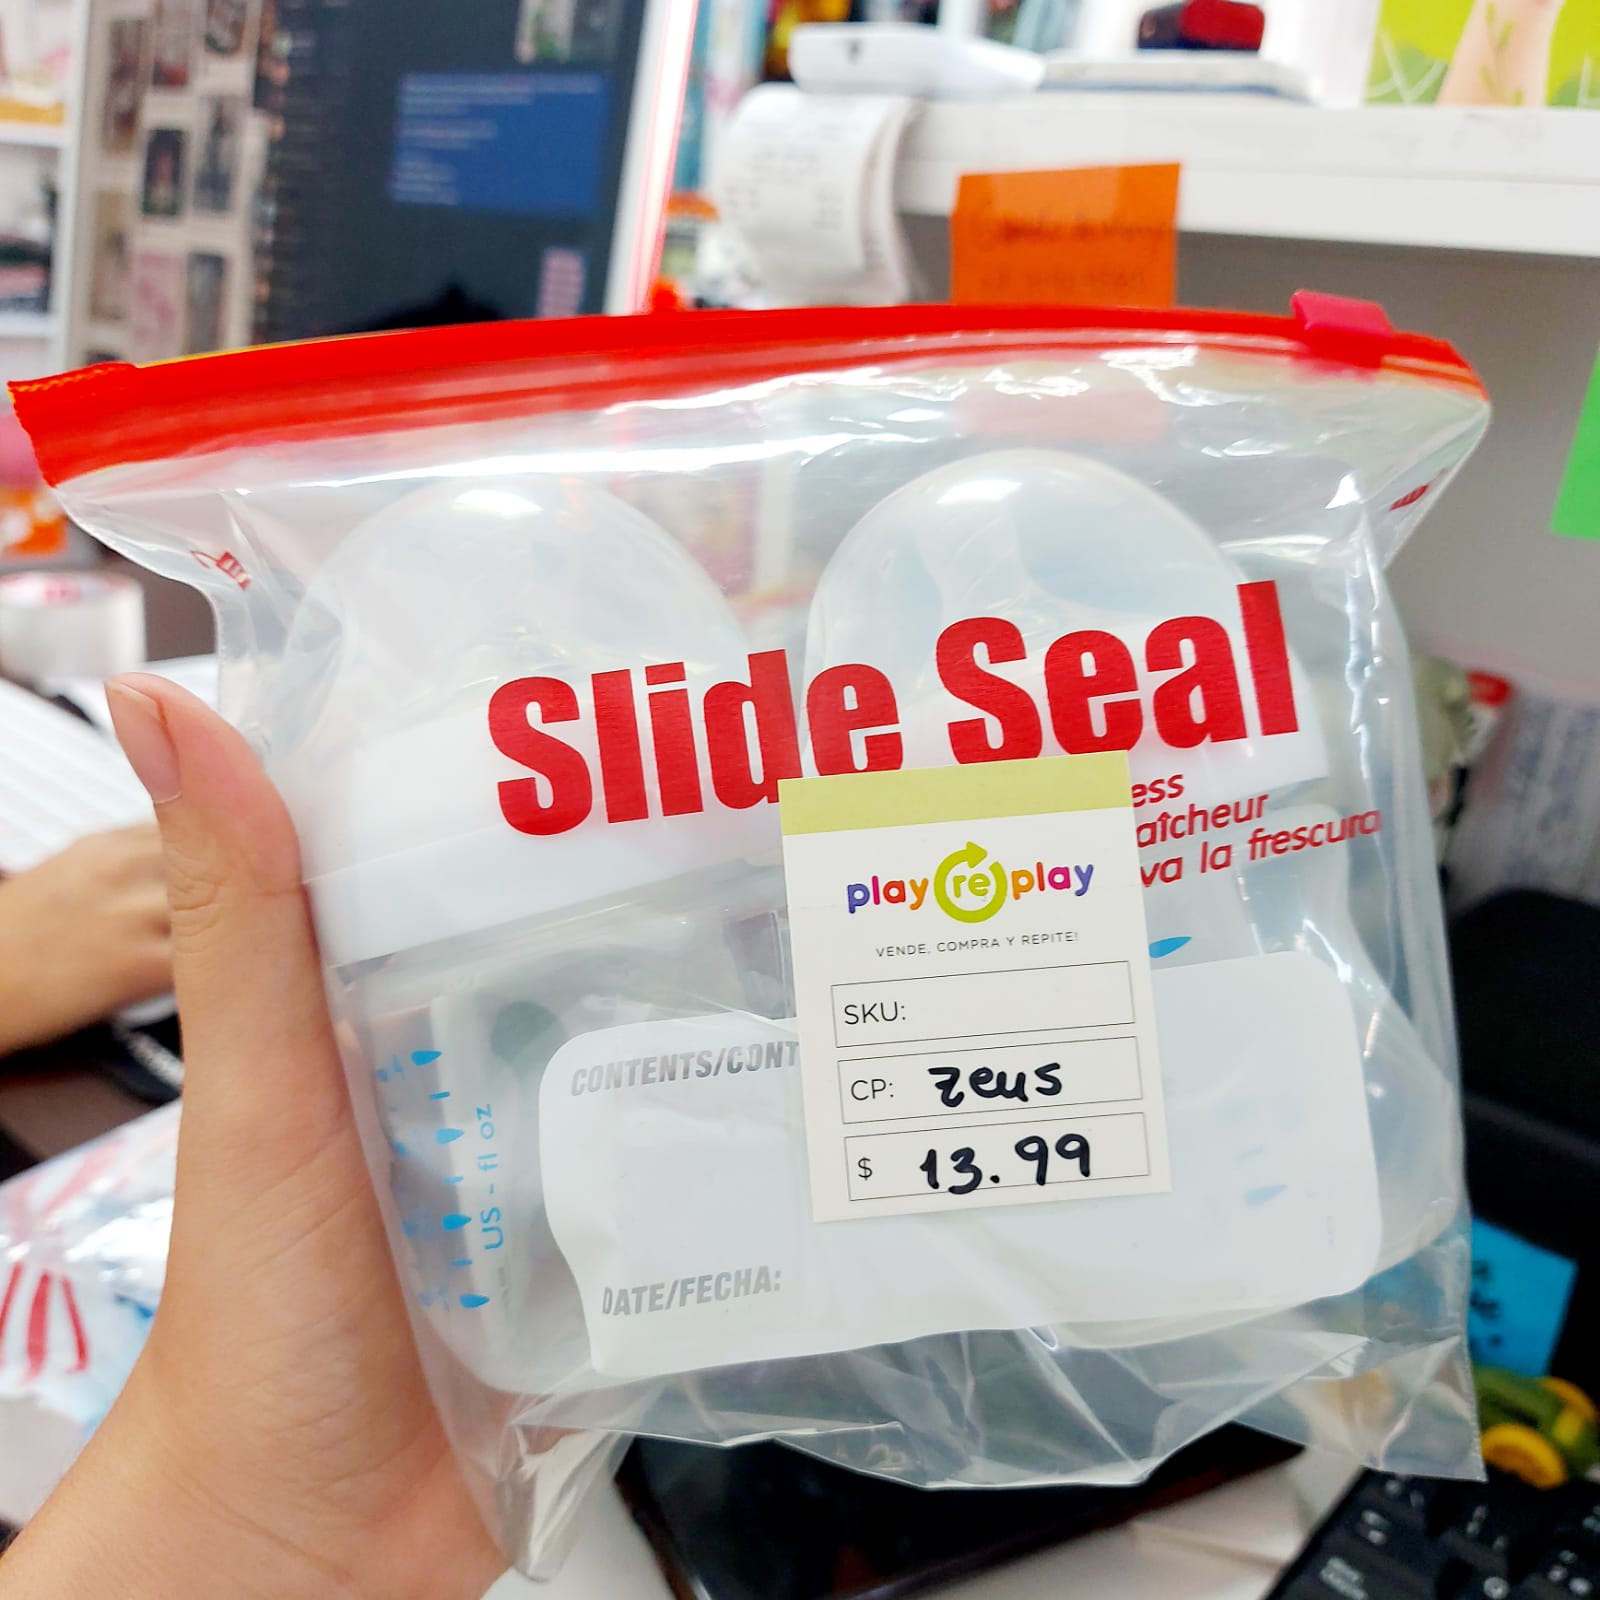 Slide Seal
ess
aîcheur
va la frescura
play re play
VENDE, COMPRA Y REPITE!
SKU:
CP: zeus
$ 13.99
CONTENTS/CONT
DATE/FECHA:
US - fl oz